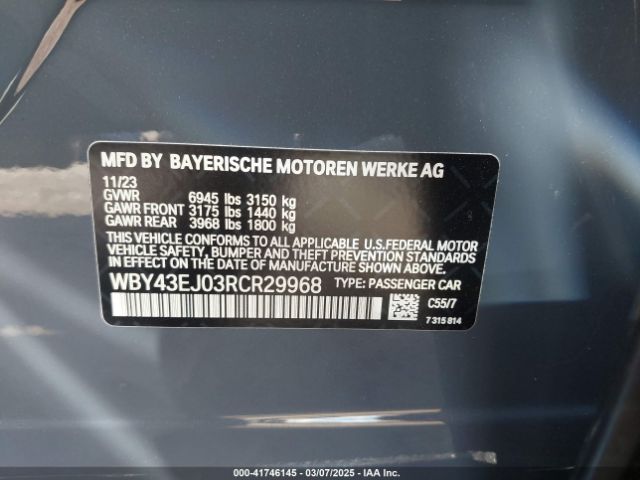 MFD BY BAYERISCHE MOTOREN WERKE AG
11/23
GVWR 6945 lbs 3150 kg
GAWR FRONT 3175 lbs 1440 kg
GAWR REAR 3968 lbs 1800 kg
THIS VEHICLE CONFORMS TO ALL APPLICABLE U.S.FEDERAL MOTOR
VEHICLE SAFETY, BUMPER AND THEFT PREVENTION STANDARDS
IN EFFECT ON THE DATE OF MANUFACTURE SHOWN ABOVE.
WBY43EJ03RCR29968 TYPE: PASSENGER CAR
C55/7
7 315 814
000-41746145 - 03/07/2025 - IAA Inc.